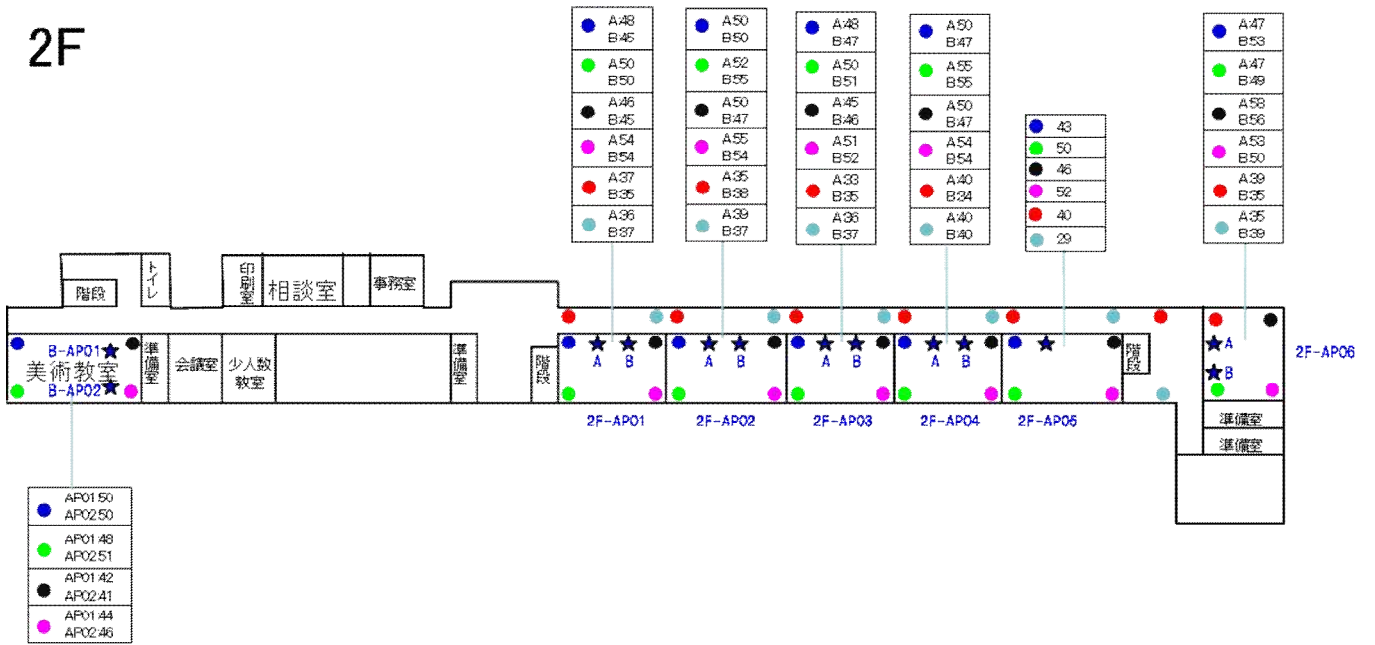 2F
A:48
B:45
A:50
B:50
A:46
B:45
A:54
B:54
A:37
B:35
A:36
B:37
A:50
B:50
A:52
B:55
A:50
B:47
A:55
B:54
A:35
B:38
A:39
B:37
A:48
B:47
A:50
B:51
A:45
B:46
A:51
B:52
A:33
B:35
A:36
B:37
A:50
B:47
A:55
B:55
A:50
B:47
A:54
B:54
A:40
B:34
A:40
B:40
43
50
46
52
40
29
A:47
B:53
A:47
B:49
A:53
B:56
A:53
B:50
A:39
B:35
A:35
B:39
階段
トイレ
印刷室
相談室
事務室
B-AP01
美術教室
B-AP02
準備室
会議室
少人数
教室
準備室
階段
A B
A B
A B
A B
階段
A
B
2F-AP06
準備室
準備室
2F-AP01
2F-AP02
2F-AP03
2F-AP04
2F-AP05
AP01:50
AP02:50
AP01:48
AP02:51
AP01:42
AP02:41
AP01:44
AP02:46